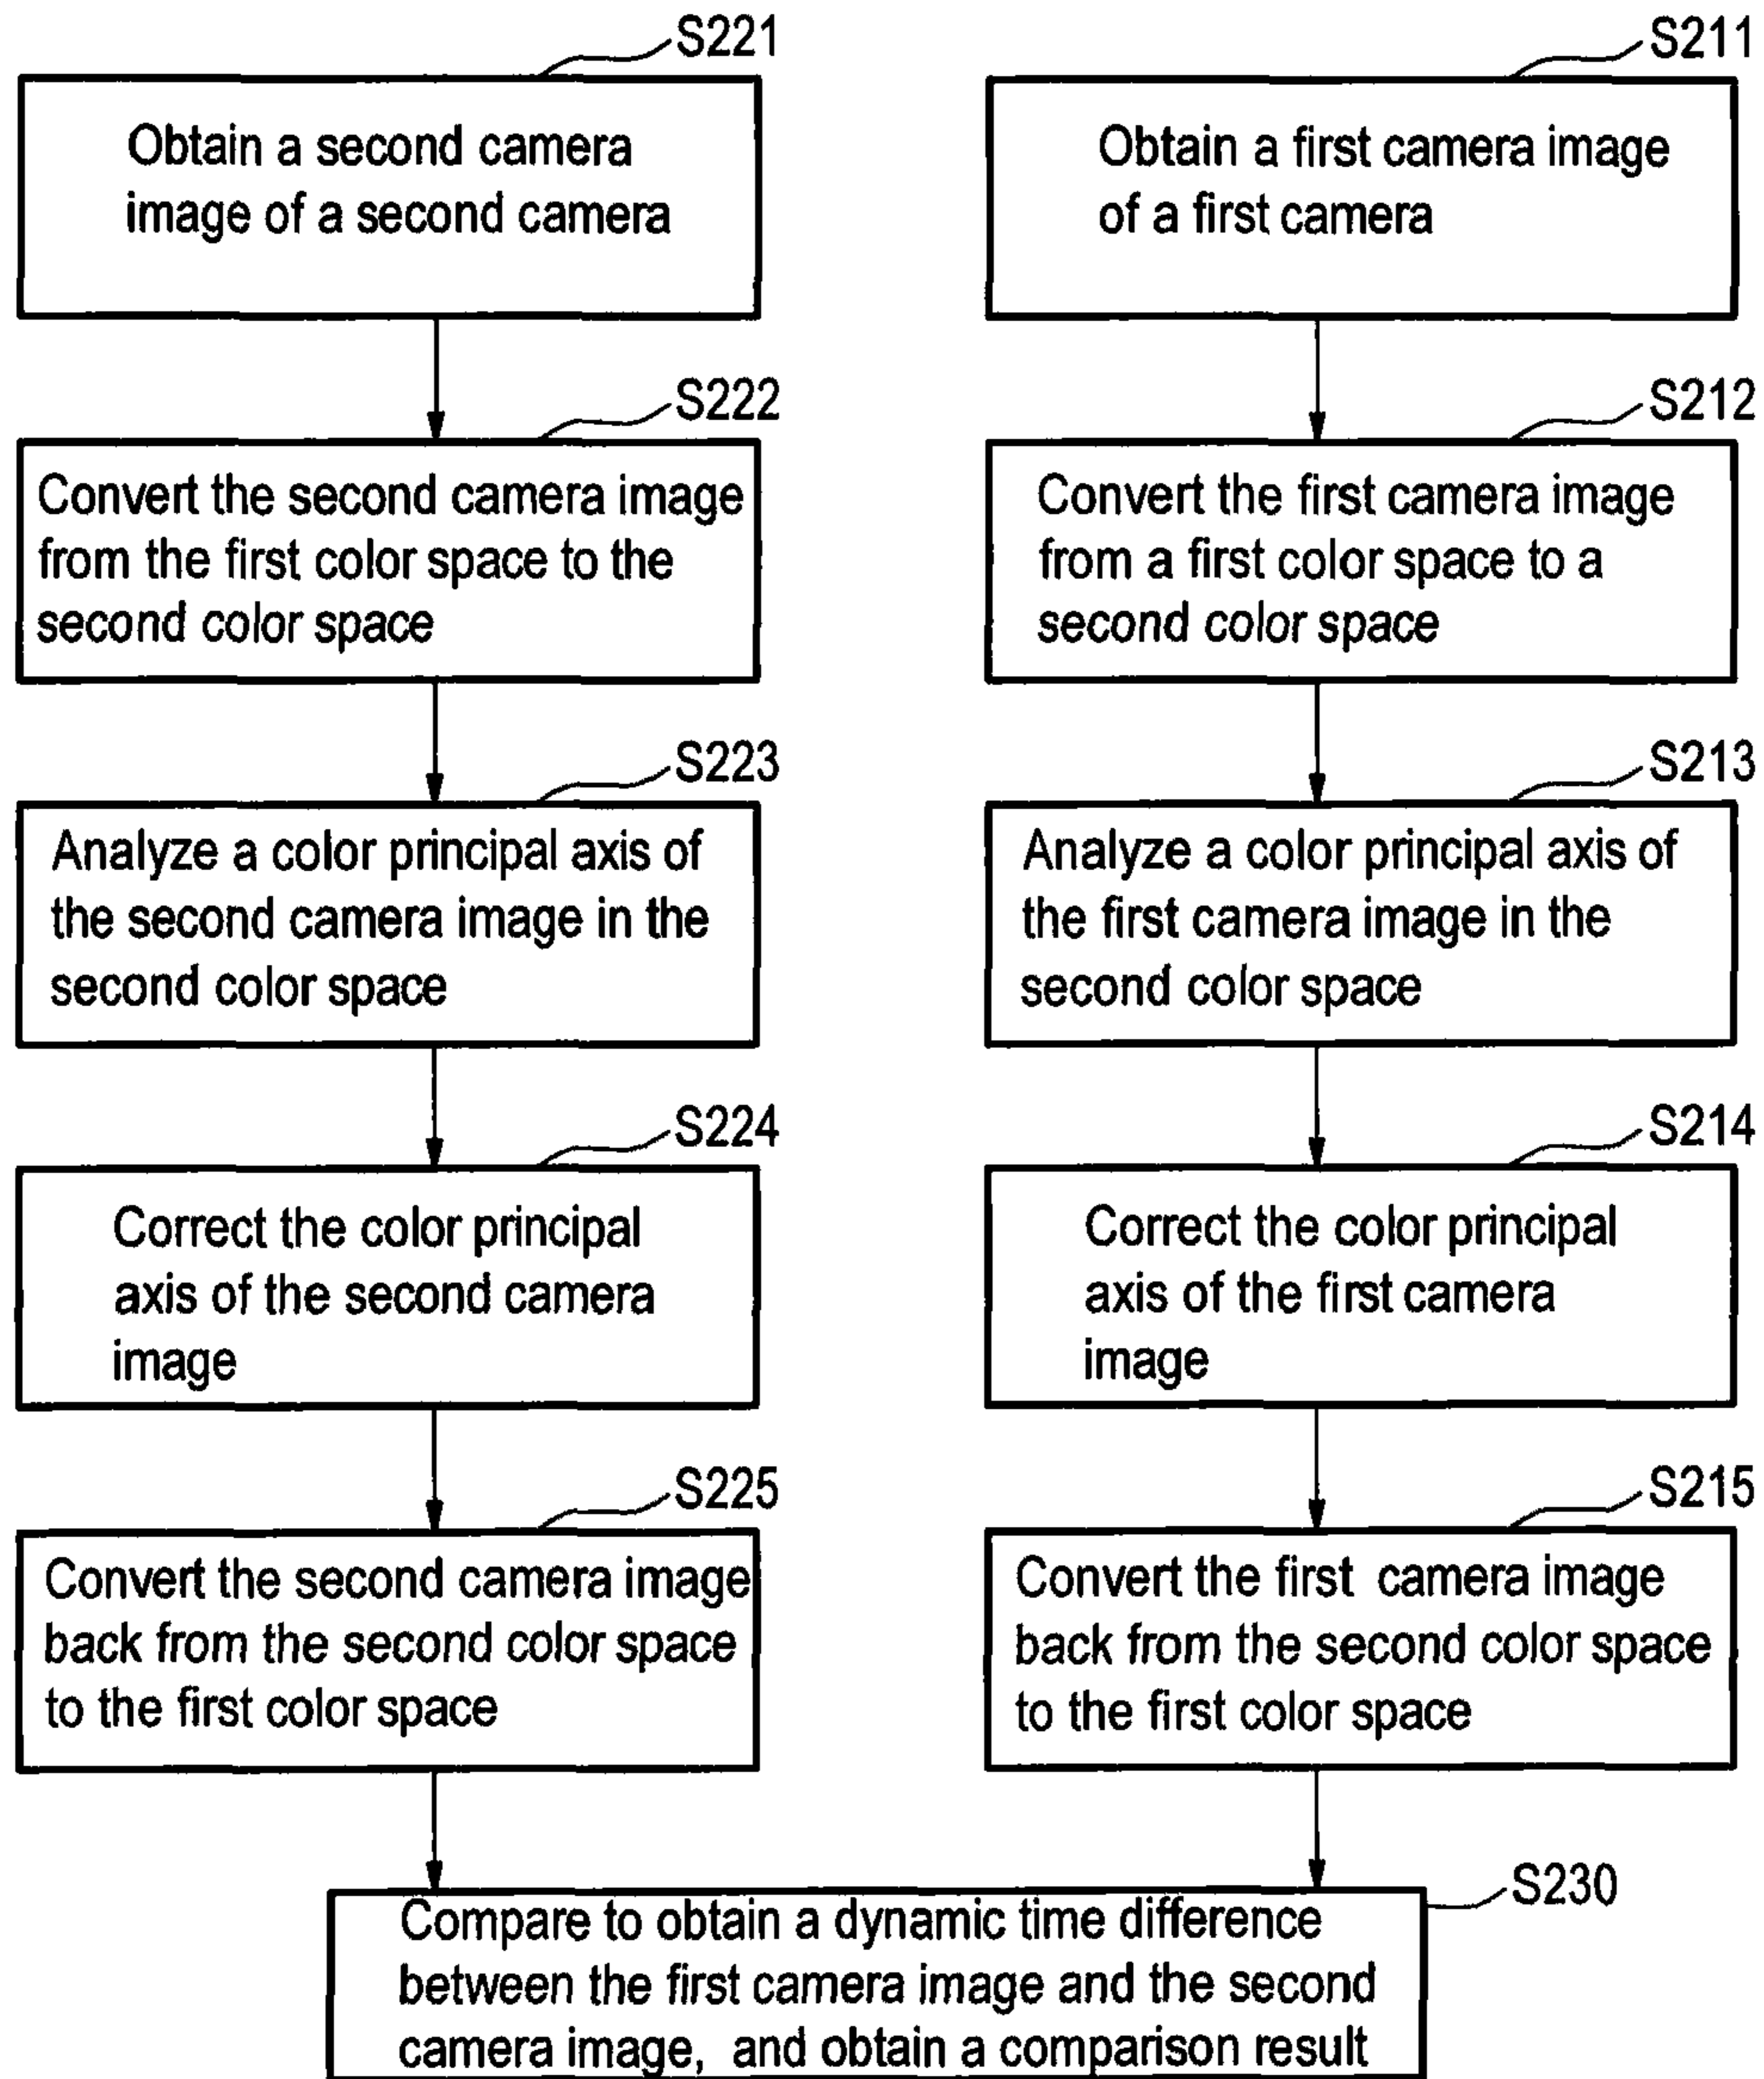 S221
Obtain a second camera
image of a second camera
S211
Obtain a first camera image
of a first camera
S222
Convert the second camera image
from the first color space to the
second color space
S212
Convert the first camera image
from a first color space to a
second color space
S223
Analyze a color principal axis of
the second camera image in the
second color space
S213
Analyze a color principal axis of
the first camera image in the
second color space
S224
Correct the color principal
axis of the second camera
image
S214
Correct the color principal
axis of the first camera
image
S225
Convert the second camera image
back from the second color space
to the first color space
S215
Convert the first camera image
back from the second color space
to the first color space
S230
Compare to obtain a dynamic time difference
between the first camera image and the second
camera image, and obtain a comparison result